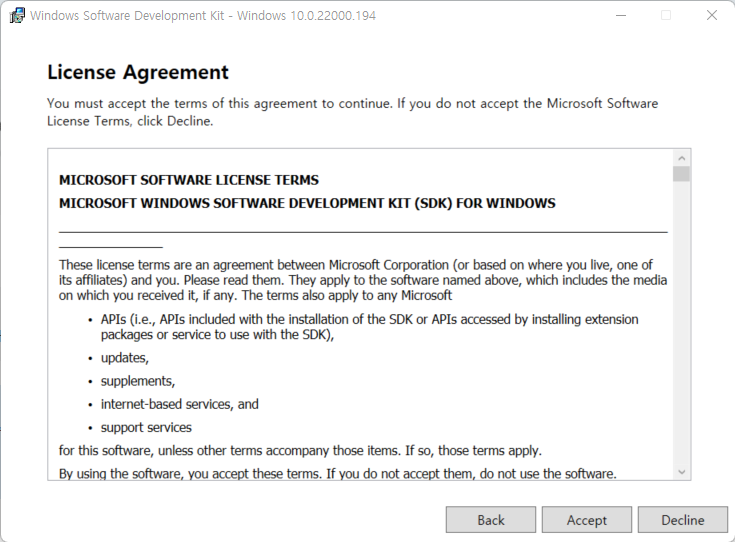 Windows Software Development Kit - Windows 10.0.22000.194
License Agreement
You must accept the terms of this agreement to continue. If you do not accept the Microsoft Software
License Terms, click Decline.
MICROSOFT SOFTWARE LICENSE TERMS
MICROSOFT WINDOWS SOFTWARE DEVELOPMENT KIT (SDK) FOR WINDOWS
These license terms are an agreement between Microsoft Corporation (or based on where you live, one of
its affiliates) and you. Please read them. They apply to the software named above, which includes the media
on which you received it, if any. The terms also apply to any Microsoft
• APIs (i.e., APIs included with the installation of the SDK or APIs accessed by installing extension
packages or service to use with the SDK),
• updates,
• supplements,
• internet-based services, and
• support services
for this software, unless other terms accompany those items. If so, those terms apply.
By using the software, you accept these terms. If you do not accept them, do not use the software.
Back Accept Decline